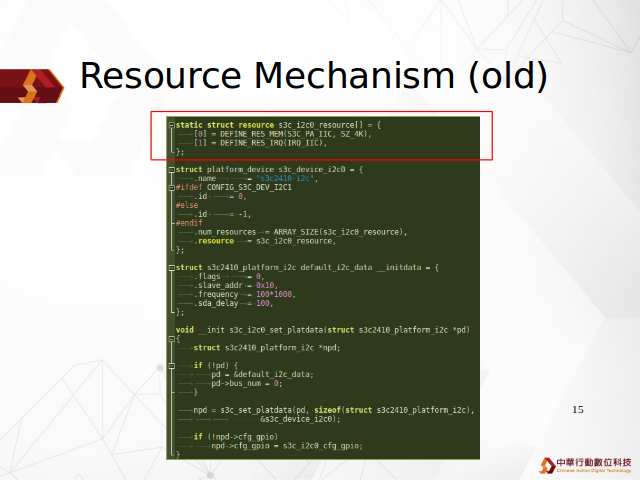 Resource Mechanism (old)
static struct resource s3c_i2c0_resource[] = {
[0] = DEFINE_RES_MEM(S3C_PA_IIC, SZ_4K),
[1] = DEFINE_RES_IRQ(IRQ_IIC),
};
struct platform_device s3c_device_i2c0 = {
.name = "s3c2410-i2c",
#ifdef CONFIG_S3C_DEV_I2C1
.id = 0,
#else
.id = -1,
#endif
.num_resources = ARRAY_SIZE(s3c_i2c0_resource),
.resource = s3c_i2c0_resource,
};
struct s3c2410_platform_i2c default_i2c_data __initdata = {
.flags = 0,
.slave_addr = 0x10,
.frequency = 100*1000,
.sda_delay = 100,
};
void __init s3c_i2c0_set_platdata(struct s3c2410_platform_i2c *pd)
{
struct s3c2410_platform_i2c *npd;
if (!pd) {
pd = &default_i2c_data;
pd->bus_num = 0;
}
npd = s3c_set_platdata(pd, sizeof(struct s3c2410_platform_i2c),
&s3c_device_i2c0);
if (!npd->cfg_gpio)
npd->cfg_gpio = s3c_i2c0_cfg_gpio;
}
15
中華行動數位科技
Chinese Action Digital Technology